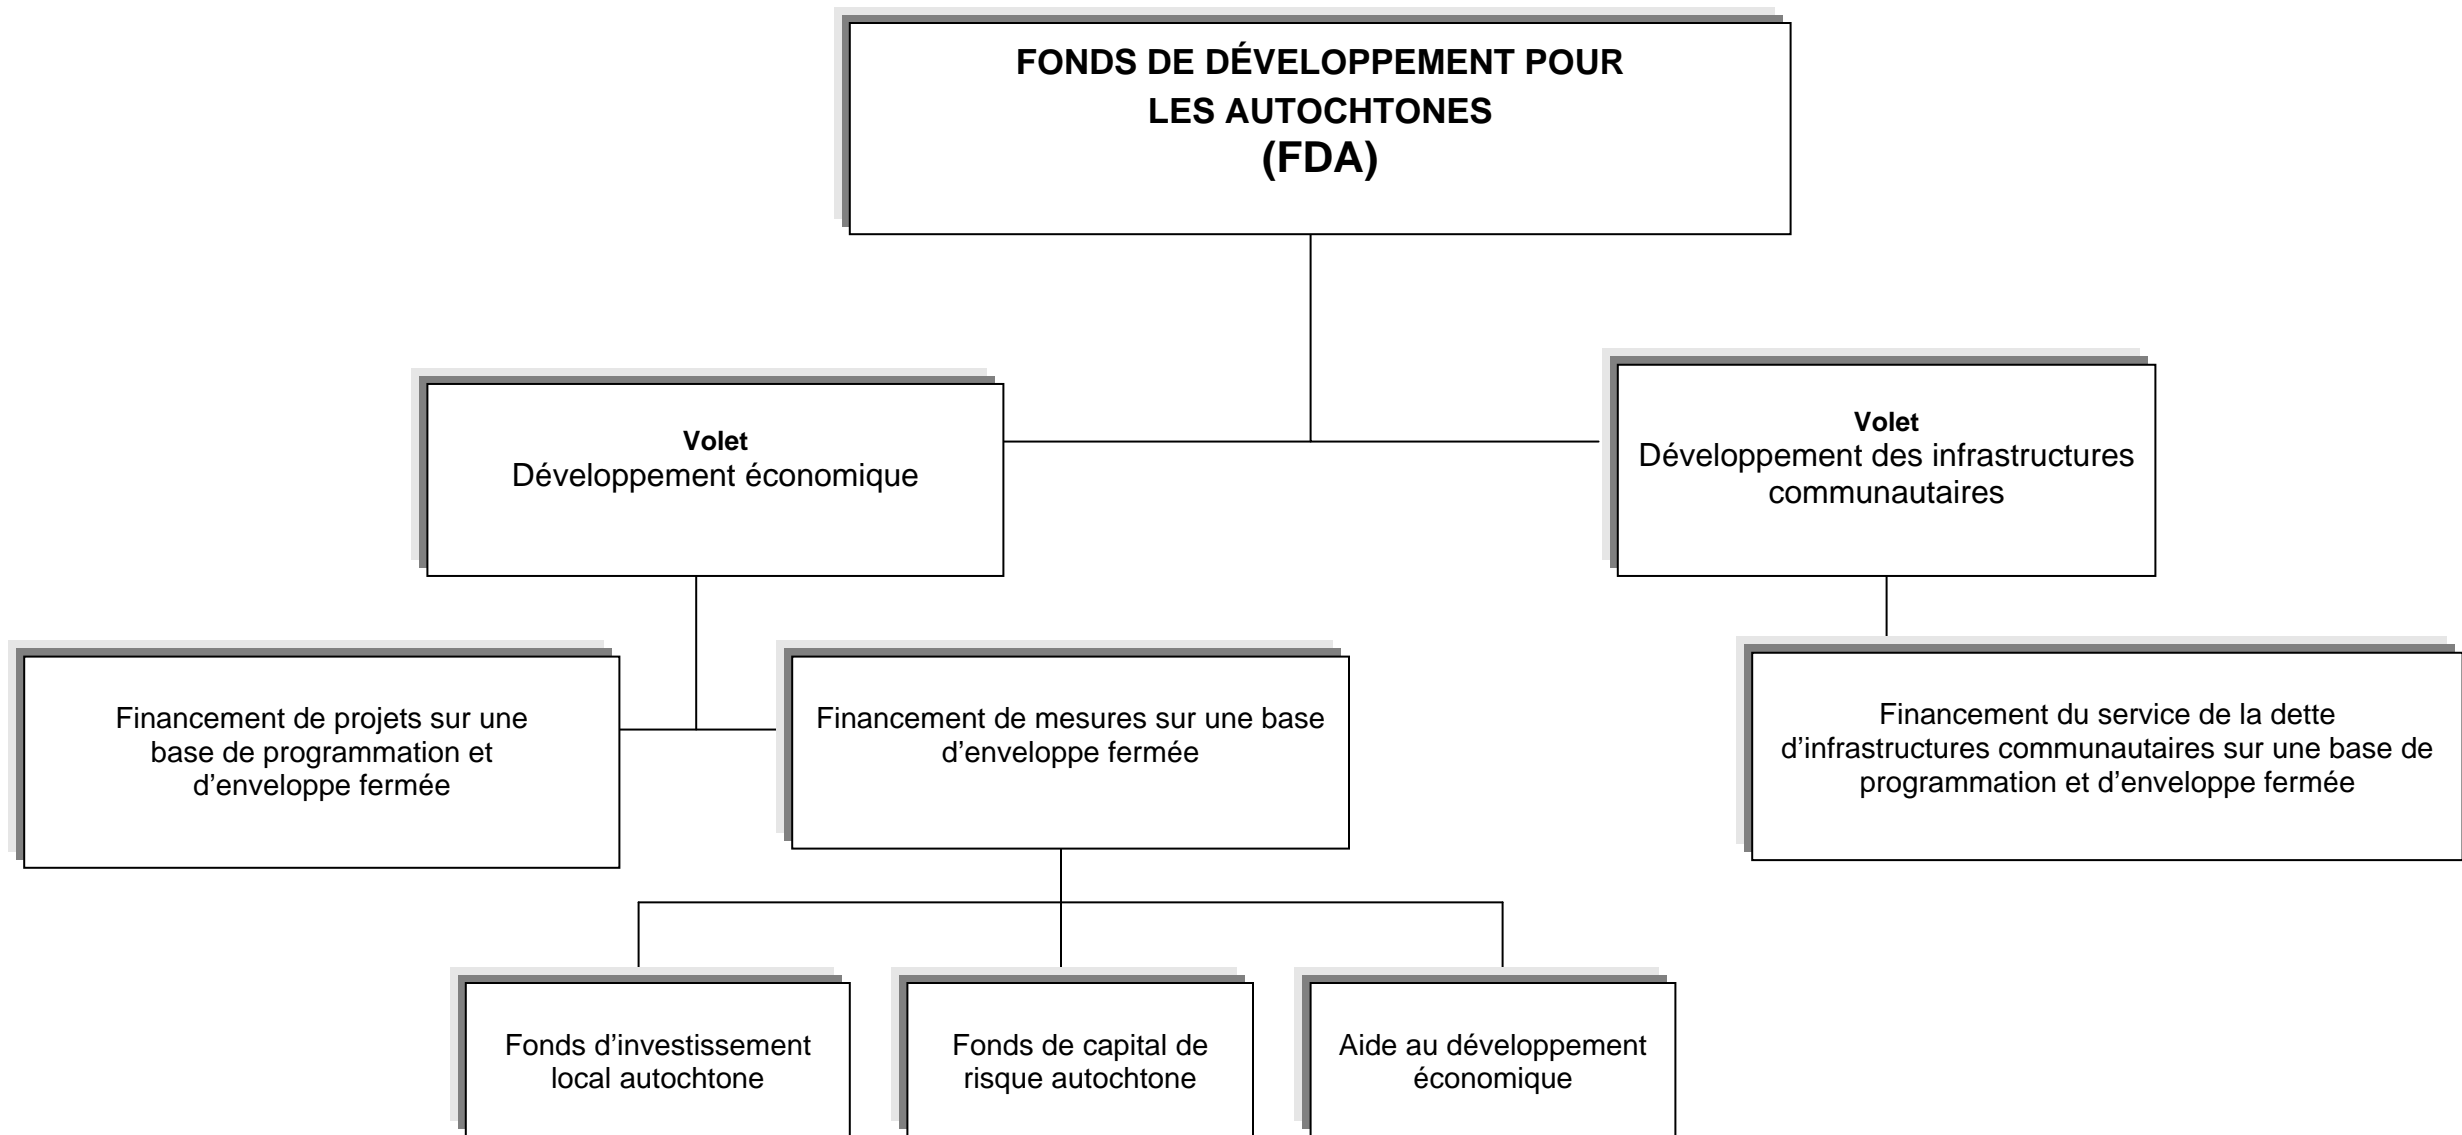 FONDS DE DÉVELOPPEMENT POUR
LES AUTOCHTONES
(FDA)
Volet
Développement économique
Volet
Développement des infrastructures
communautaires
Financement de projets sur une
base de programmation et
d’enveloppe fermée
Financement de mesures sur une base
d’enveloppe fermée
Financement du service de la dette
d’infrastructures communautaires sur une base de
programmation et d’enveloppe fermée
Fonds d’investissement
local autochtone
Fonds de capital de
risque autochtone
Aide au développement
économique